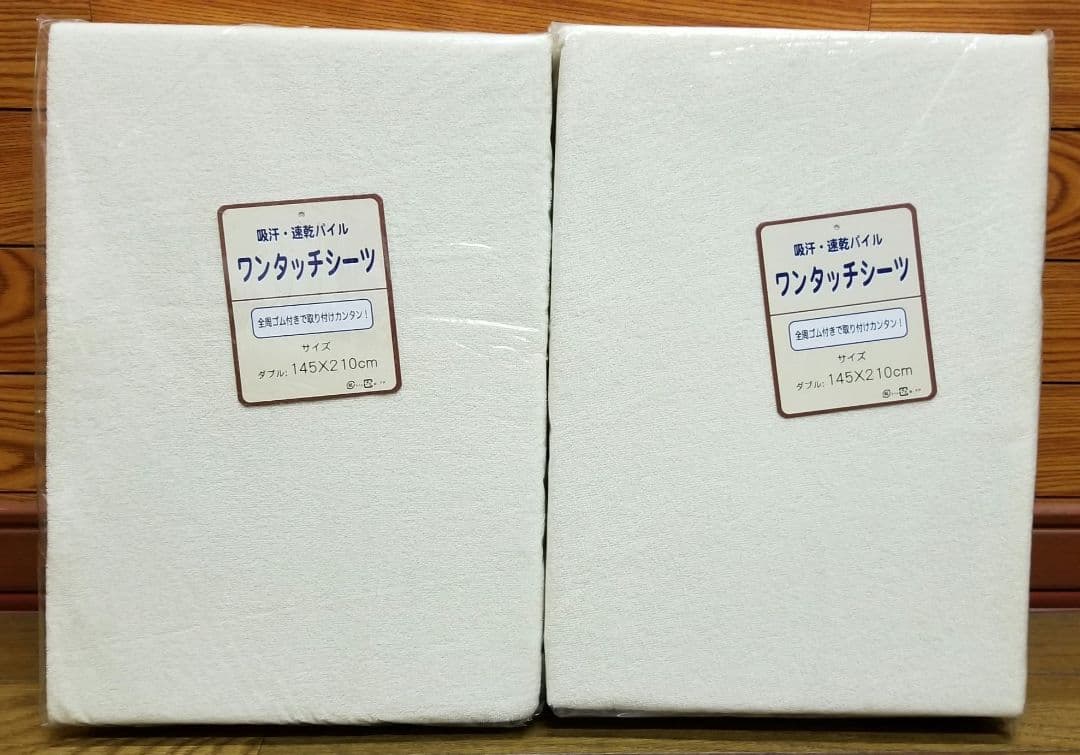 吸汗・速乾パイル
ワンタッチシーツ
全周ゴム付きで取り付けカンタン！
サイズ
ダブル: 145X210cm
吸汗・速乾パイル
ワンタッチシーツ
全周ゴム付きで取り付けカンタン！
サイズ
ダブル: 145X210cm